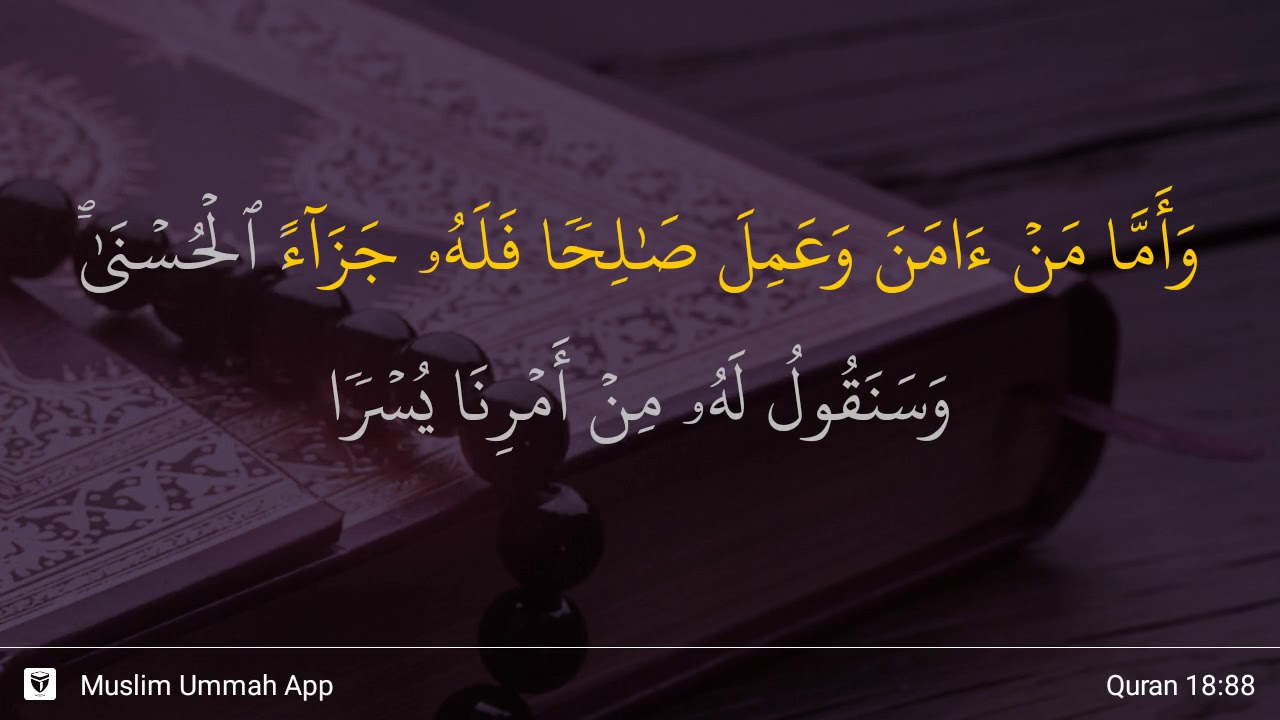 وَأَمَّا مَنْ ءَامَنَ وَعَمِلَ صَـٰلِحًا فَلَهُۥ جَزَآءً ٱلْحُسْنَىٰ ۖ
وَسَنَقُولُ لَهُۥ مِنْ أَمْرِنَا يُسْرًا
Muslim Ummah App
Quran 18:88